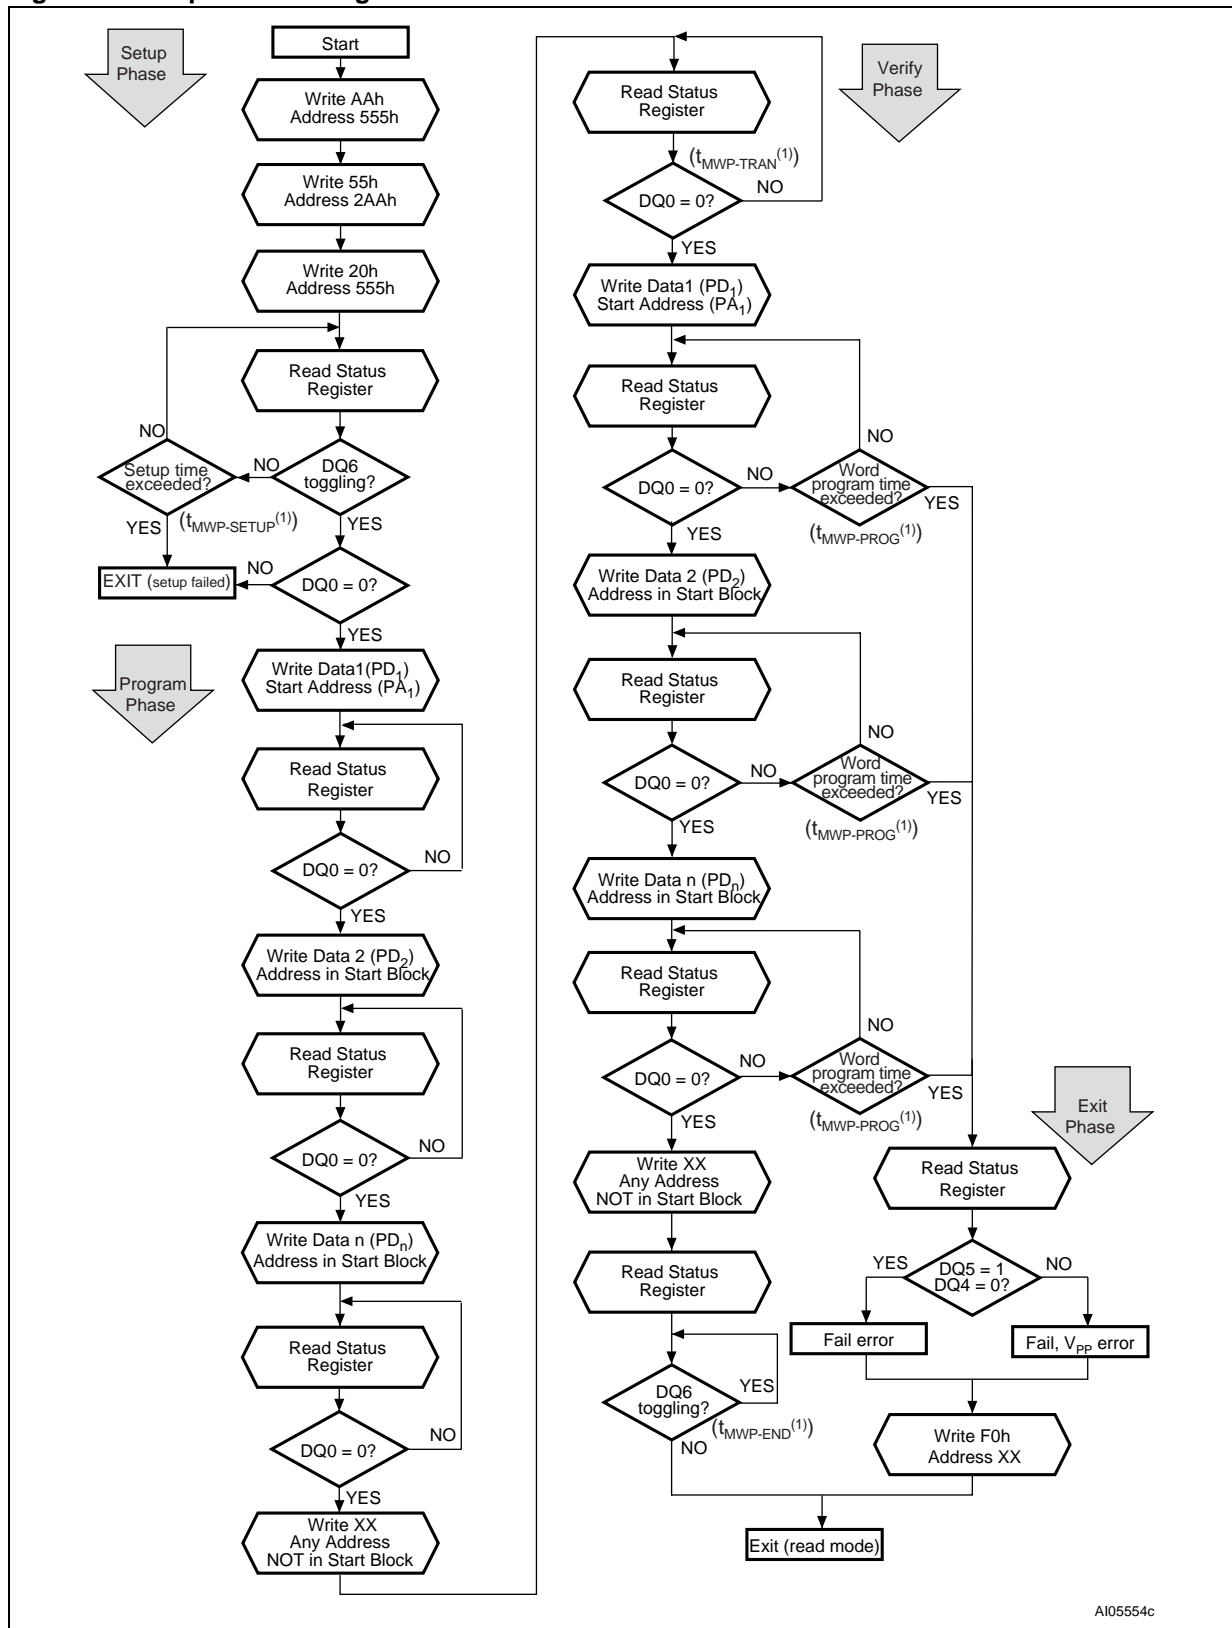 Start
Setup
Phase
Write AAh
Address 555h
Write 55h
Address 2AAh
Write 20h
Address 555h
Read Status
Register
NO
Setup time
exceeded?
NO
DQ6
toggling?
YES
(tMWP-SETUP(1))
YES
EXIT (setup failed)
NO
DQ0 = 0?
YES
Program
Phase
Write Data1(PD1)
Start Address (PA1)
Read Status
Register
DQ0 = 0?
NO
YES
Write Data 2 (PD2)
Address in Start Block
Read Status
Register
DQ0 = 0?
NO
YES
Write Data n (PDn)
Address in Start Block
Read Status
Register
DQ0 = 0?
NO
YES
Write XX
Any Address
NOT in Start Block
Verify
Phase
Read Status
Register
(tMWP-TRAN(1))
DQ0 = 0?
NO
YES
Write Data1 (PD1)
Start Address (PA1)
Read Status
Register
NO
DQ0 = 0?
NO
Word
program time
exceeded?
YES
(tMWP-PROG(1))
YES
Write Data 2 (PD2)
Address in Start Block
Read Status
Register
NO
DQ0 = 0?
NO
Word
program time
exceeded?
YES
(tMWP-PROG(1))
YES
Write Data n (PDn)
Address in Start Block
Read Status
Register
NO
DQ0 = 0?
NO
Word
program time
exceeded?
YES
(tMWP-PROG(1))
YES
Write XX
Any Address
NOT in Start Block
Read Status
Register
DQ6
toggling?
YES
(tMWP-END(1))
NO
Exit
Phase
Read Status
Register
YES
DQ5 = 1
DQ4 = 0?
NO
Fail error
Fail, VPP error
Write F0h
Address XX
Exit (read mode)
AI05554c